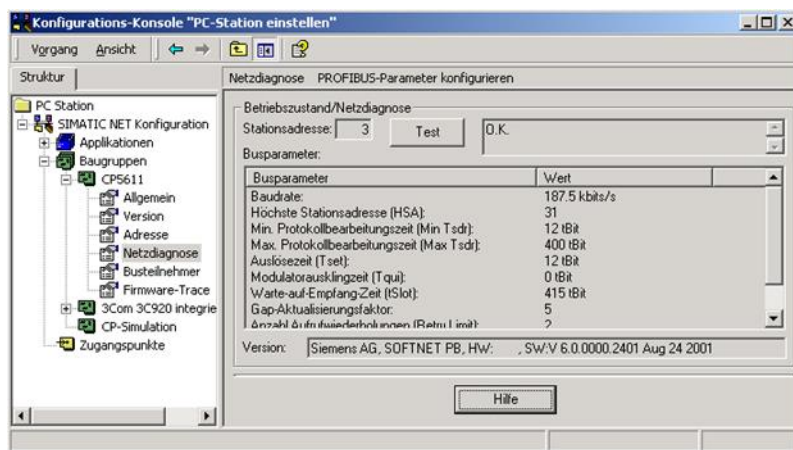 Konfigurations-Konsole "PC-Station einstellen"
Vorgang Ansicht
Struktur
Netzdiagnose PROFIBUS-Parameter konfigurieren
PC Station
SIMATIC NET Konfiguration
Applikationen
Baugruppen
CP5611
Allgemein
Version
Adresse
Netzdiagnose
Busteilnehmer
Firmware-Trace
3Com 3C920 integrie
CP-Simulation
Zugangspunkte
Betriebszustand/Netzdiagnose
Stationsadresse: 3 Test O.K.
Busparameter:
Busparameter Wert
Baudrate: 187.5 kbits/s
Höchste Stationsadresse (HSA): 31
Min. Protokollbearbeitungszeit (Min Tsdr): 12 tBit
Max. Protokollbearbeitungszeit (Max Tsdr): 400 tBit
Auslösezeit (Tset): 12 tBit
Modulatorausklingzeit (Tqui): 0 tBit
Warte-auf-Empfang-Zeit (tSlot): 415 tBit
Gap-Aktualisierungsfaktor: 5
Anzahl Aufrufwiederholungen (Retry Limit): 2
Version: Siemens AG, SOFTNET PB, HW: , SW:V 6.0.0000.2401 Aug 24 2001
Hilfe